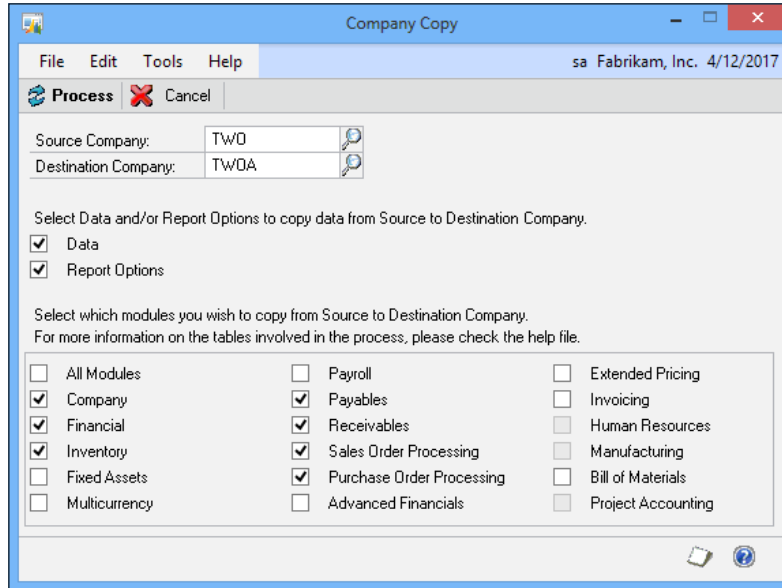 Company Copy
File Edit Tools Help sa Fabrikam, Inc. 4/12/2017
Process Cancel
Source Company: TWO
Destination Company: TWOA
Select Data and/or Report Options to copy data from Source to Destination Company.
Data
Report Options
Select which modules you wish to copy from Source to Destination Company.
For more information on the tables involved in the process, please check the help file.
All Modules Payroll Extended Pricing
Company Payables Invoicing
Financial Receivables Human Resources
Inventory Sales Order Processing Manufacturing
Fixed Assets Purchase Order Processing Bill of Materials
Multicurrency Advanced Financials Project Accounting